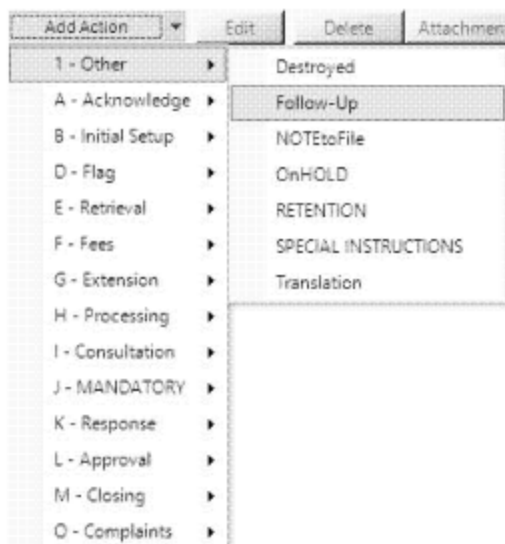 Add Action Edit Delete Attachmen
1 - Other
A - Acknowledge
B - Initial Setup
D - Flag
E - Retrieval
F - Fees
G - Extension
H - Processing
I - Consultation
J - MANDATORY
K - Response
L - Approval
M - Closing
O - Complaints
Destroyed
Follow-Up
NOTEtoFile
OnHOLD
RETENTION
SPECIAL INSTRUCTIONS
Translation